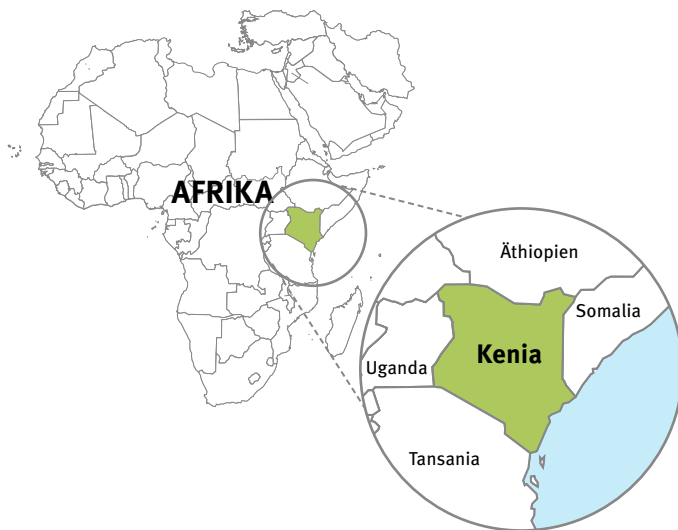 AFRIKA
Äthiopien
Somalia
Kenia
Uganda
Tansania